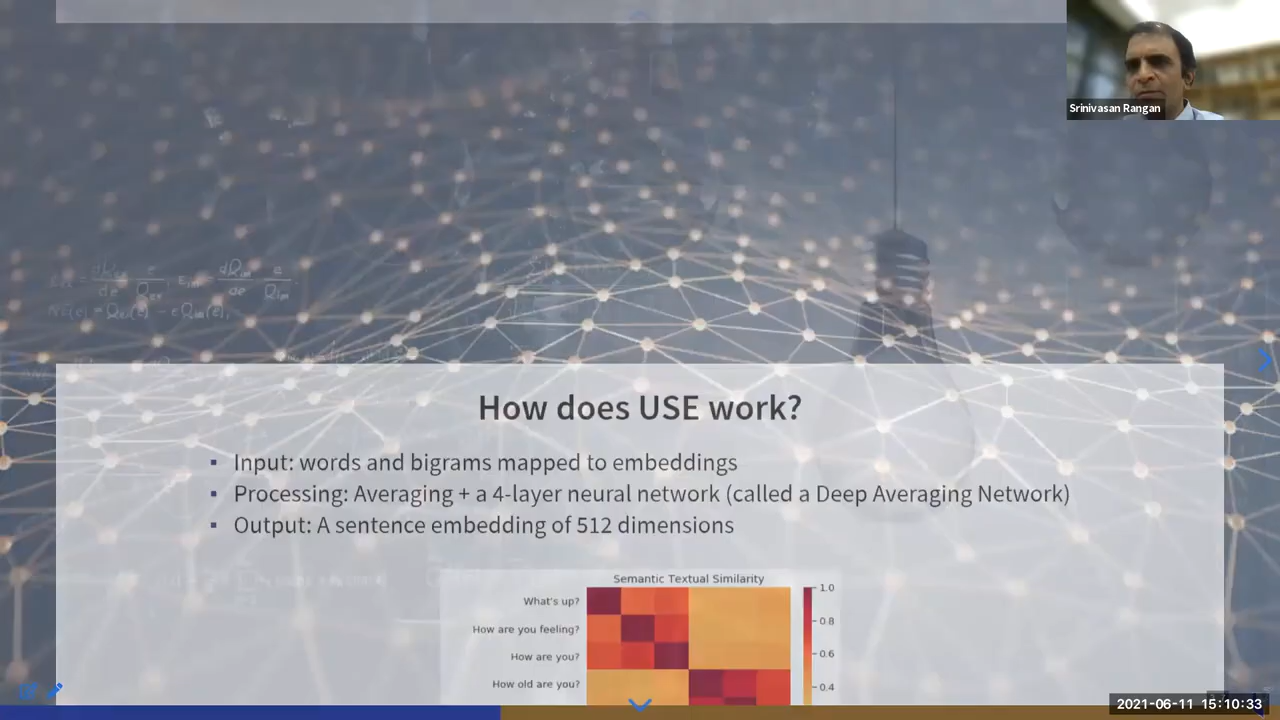 Srinivasan Rangan
How does USE work?
Input: words and bigrams mapped to embeddings
Processing: Averaging + a 4-layer neural network (called a Deep Averaging Network)
Output: A sentence embedding of 512 dimensions
Semantic Textual Similarity
What's up?
How are you feeling?
How are you?
How old are you?
1.0
0.8
0.6
0.4
2021-06-11 15:10:33